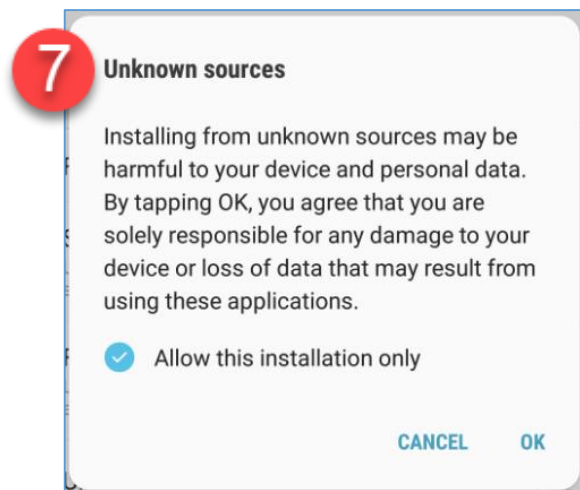 7
Unknown sources
Installing from unknown sources may be
harmful to your device and personal data.
By tapping OK, you agree that you are
solely responsible for any damage to your
device or loss of data that may result from
using these applications.
Allow this installation only
CANCEL OK